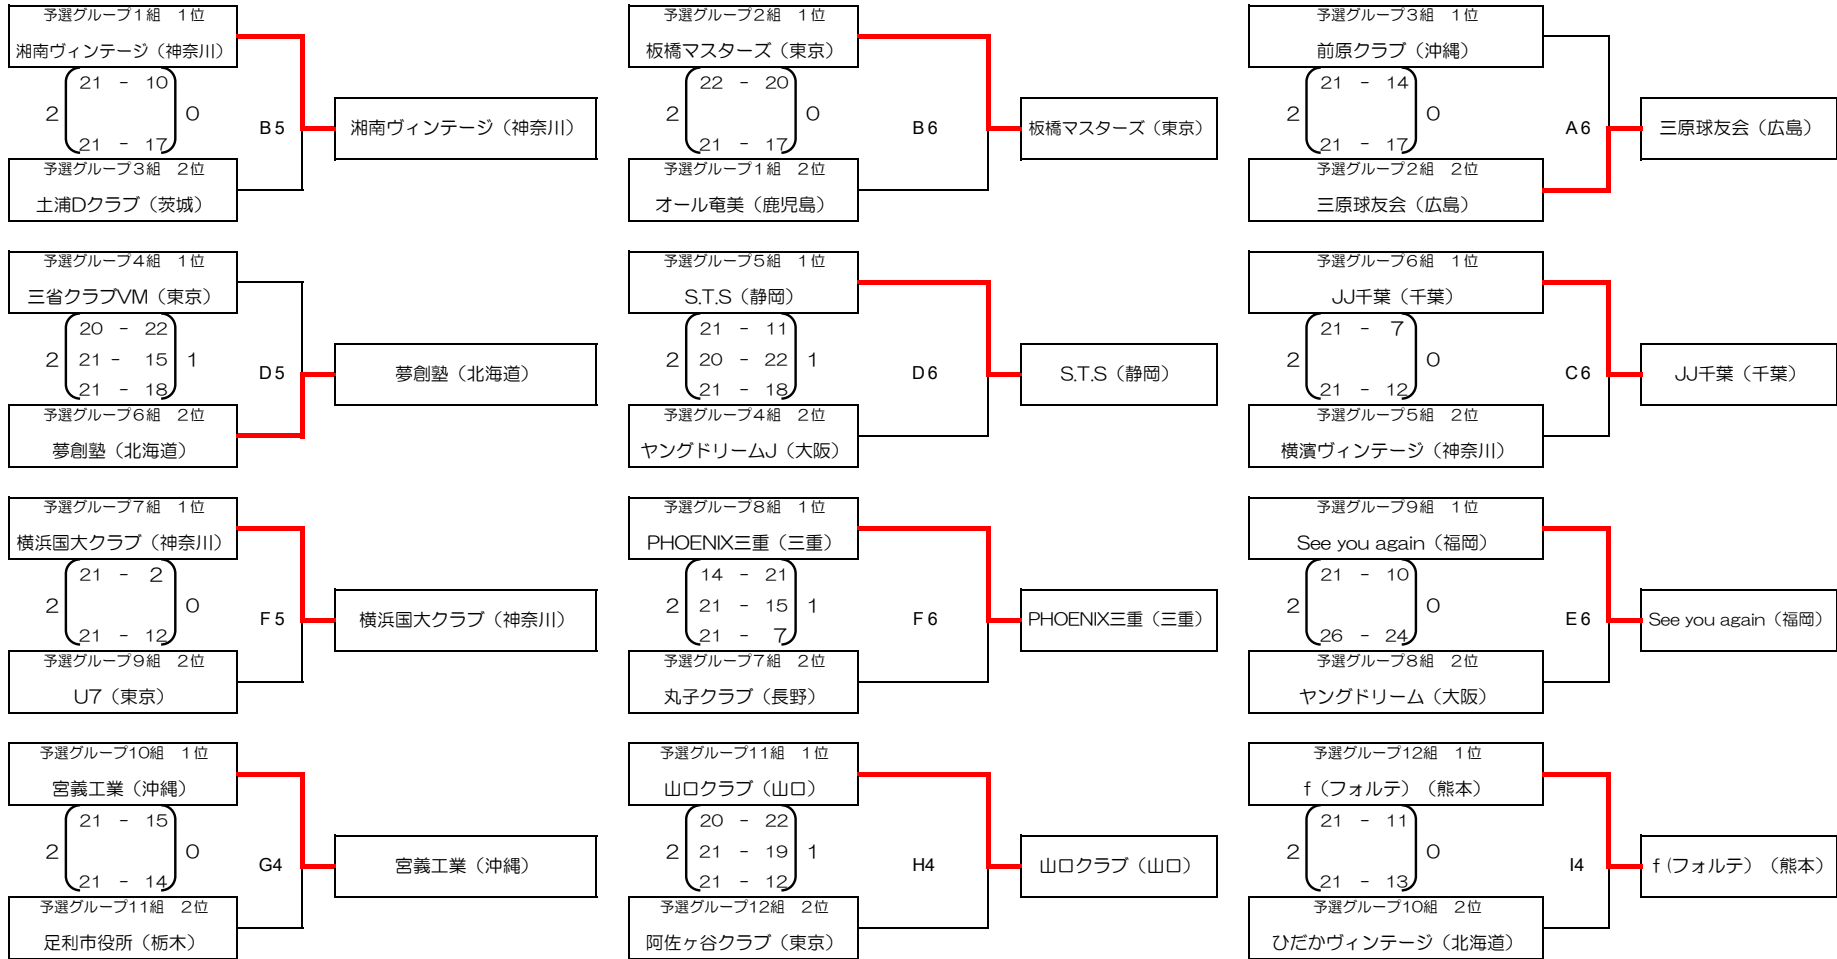 予選グループ1組　1位
湘南ヴィンテージ（神奈川）
21 - 10
2 0
21 - 17
B5
湘南ヴィンテージ（神奈川）
予選グループ3組　2位
土浦Dクラブ（茨城）
予選グループ2組　1位
板橋マスターズ（東京）
22 - 20
2 0
21 - 17
B6
板橋マスターズ（東京）
予選グループ1組　2位
オール奄美（鹿児島）
予選グループ3組　1位
前原クラブ（沖縄）
21 - 14
2 0
21 - 17
A6
三原球友会（広島）
予選グループ2組　2位
三原球友会（広島）
予選グループ4組　1位
三省クラブVM（東京）
20 - 22
2 21 - 15 1
21 - 18
D5
夢創塾（北海道）
予選グループ6組　2位
夢創塾（北海道）
予選グループ5組　1位
S.T.S（静岡）
21 - 11
2 20 - 22 1
21 - 18
D6
S.T.S（静岡）
予選グループ4組　2位
ヤングドリームJ（大阪）
予選グループ6組　1位
JJ千葉（千葉）
21 - 7
2 0
21 - 12
C6
JJ千葉（千葉）
予選グループ5組　2位
横濱ヴィンテージ（神奈川）
予選グループ7組　1位
横浜国大クラブ（神奈川）
21 - 2
2 0
21 - 12
F5
横浜国大クラブ（神奈川）
予選グループ9組　2位
U7（東京）
予選グループ8組　1位
PHOENIX三重（三重）
14 - 21
2 21 - 15 1
21 - 7
F6
PHOENIX三重（三重）
予選グループ7組　2位
丸子クラブ（長野）
予選グループ9組　1位
See you again（福岡）
21 - 10
2 0
26 - 24
E6
See you again（福岡）
予選グループ8組　2位
ヤングドリーム（大阪）
予選グループ10組　1位
宮義工業（沖縄）
21 - 15
2 0
21 - 14
G4
宮義工業（沖縄）
予選グループ11組　2位
足利市役所（栃木）
予選グループ11組　1位
山口クラブ（山口）
20 - 22
2 21 - 19 1
21 - 12
H4
山口クラブ（山口）
予選グループ12組　2位
阿佐ヶ谷クラブ（東京）
予選グループ12組　1位
f（フォルテ）（熊本）
21 - 11
2 0
21 - 13
I4
f（フォルテ）（熊本）
予選グループ10組　2位
ひだかヴィンテージ（北海道）